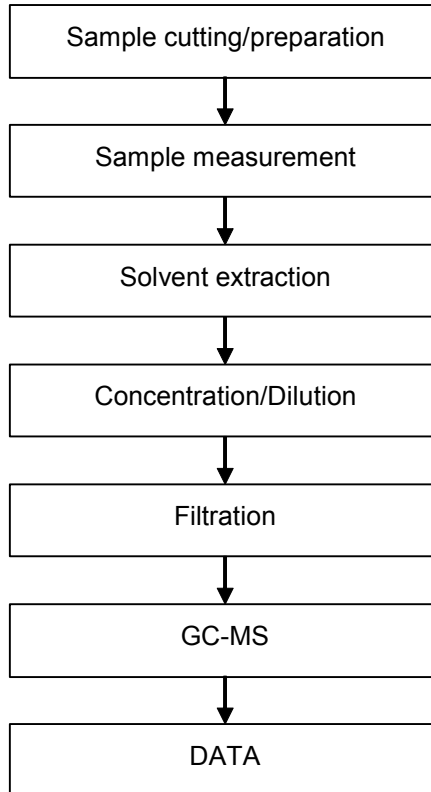 Sample cutting/preparation
Sample measurement
Solvent extraction
Concentration/Dilution
Filtration
GC-MS
DATA